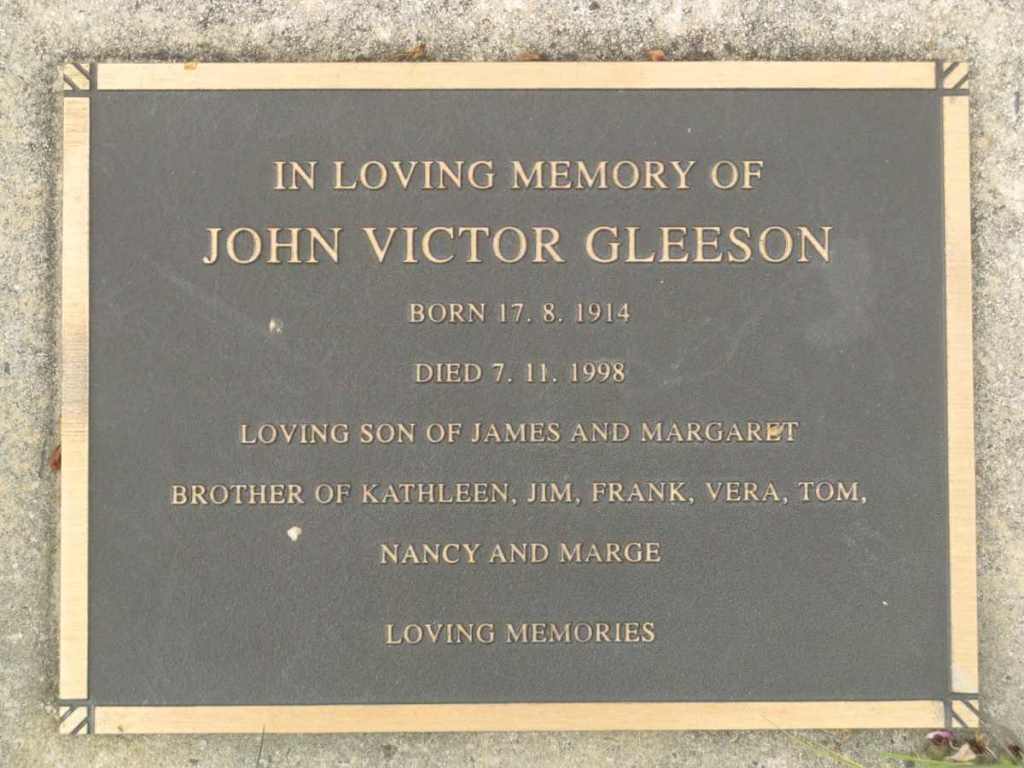 IN LOVING MEMORY OF
JOHN VICTOR GLEESON
BORN 17. 8. 1914
DIED 7. 11. 1998
LOVING SON OF JAMES AND MARGARET
BROTHER OF KATHLEEN, JIM, FRANK, VERA, TOM,
NANCY AND MARGE
LOVING MEMORIES